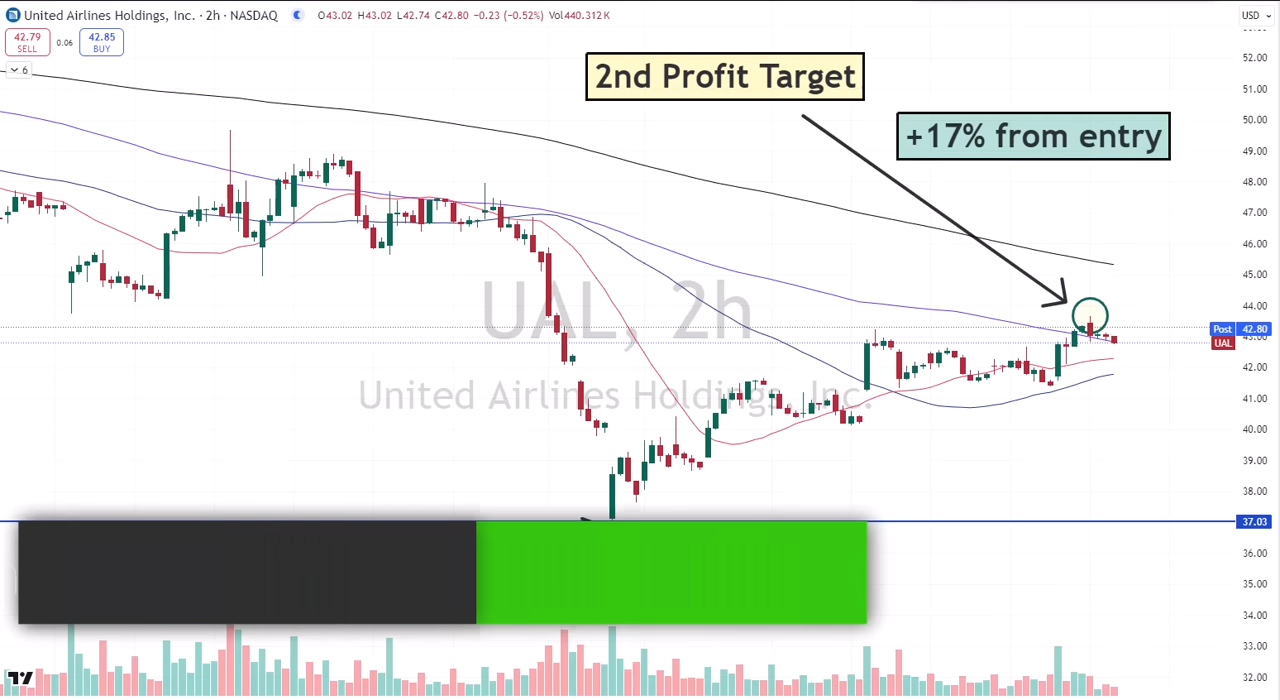 United Airlines Holdings, Inc. · 2h · NASDAQ O43.02 H43.02 L42.74 C42.80 −0.23 (−0.52%) Vol440.312K
USD
42.79
SELL
0.06
42.85
BUY
6
2nd Profit Target
+17% from entry
UAL, 2h
United Airlines Holdings, Inc.
52.00
51.00
50.00
49.00
48.00
47.00
46.00
45.00
44.00
Post 42.80
43.00
UAL
42.00
41.00
40.00
39.00
38.00
37.03
36.00
35.00
34.00
33.00
32.00